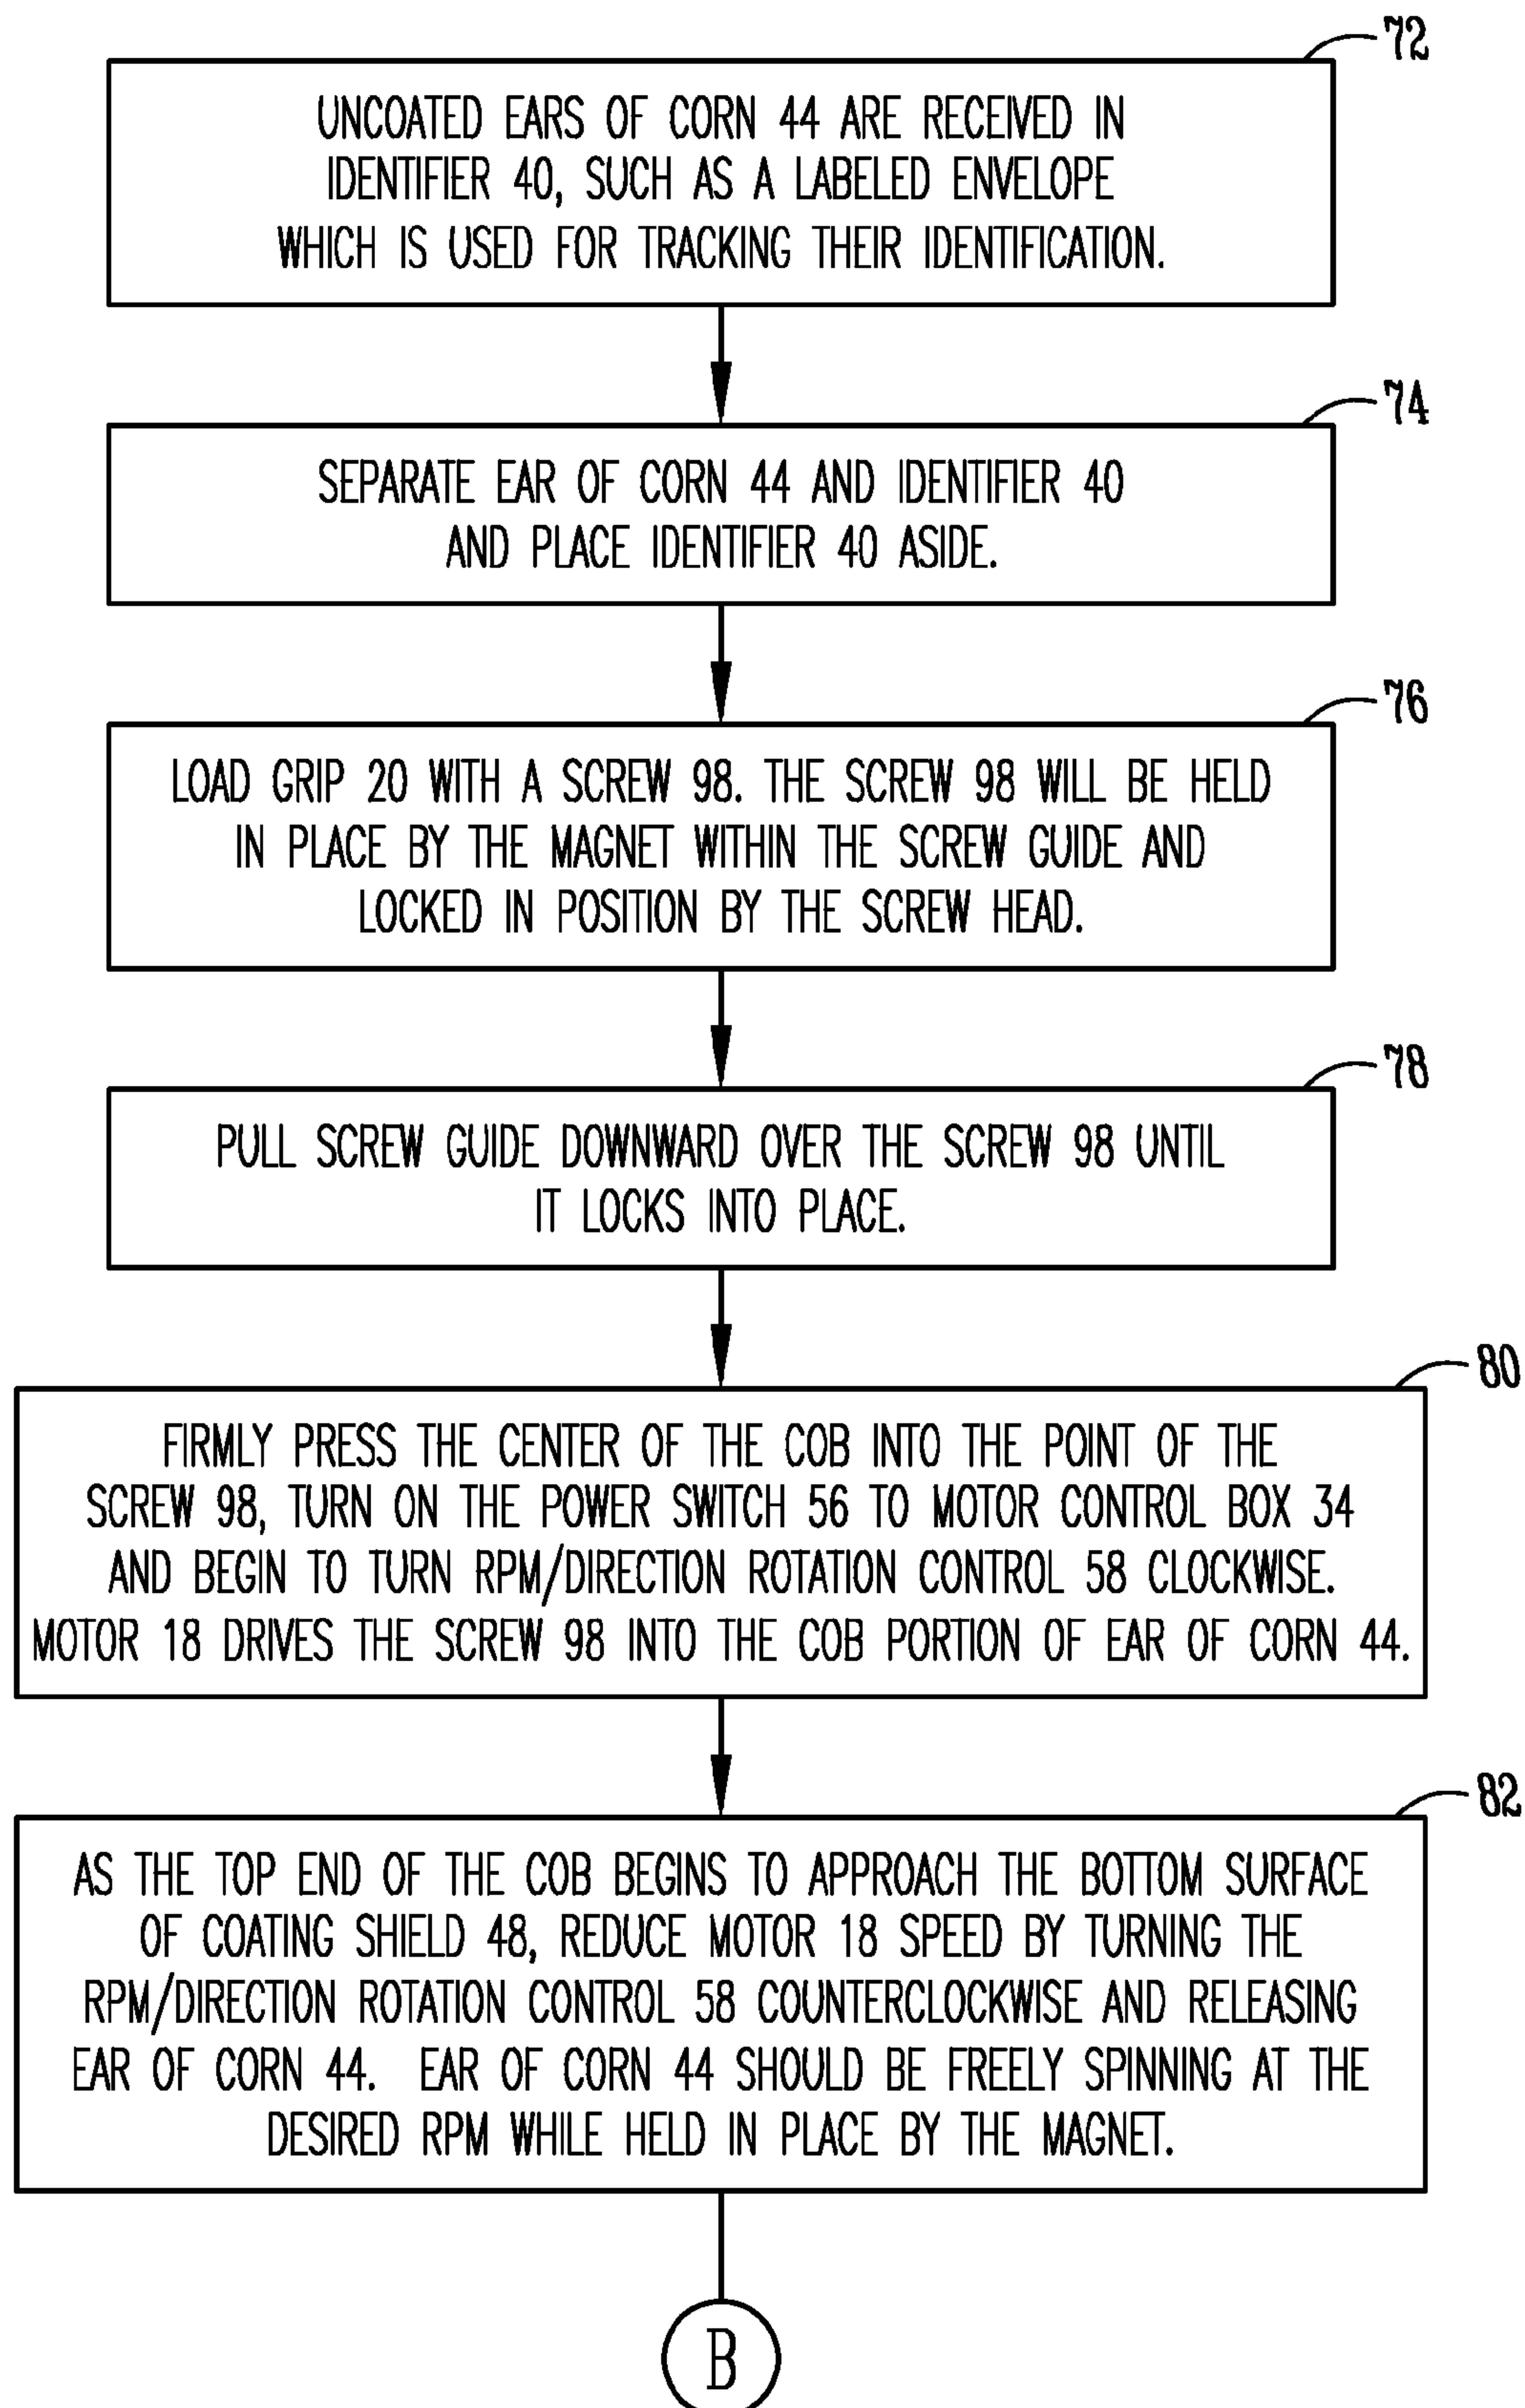 72
UNCOATED EARS OF CORN 44 ARE RECEIVED IN
IDENTIFIER 40, SUCH AS A LABELED ENVELOPE
WHICH IS USED FOR TRACKING THEIR IDENTIFICATION.
74
SEPARATE EAR OF CORN 44 AND IDENTIFIER 40
AND PLACE IDENTIFIER 40 ASIDE.
76
LOAD GRIP 20 WITH A SCREW 98. THE SCREW 98 WILL BE HELD
IN PLACE BY THE MAGNET WITHIN THE SCREW GUIDE AND
LOCKED IN POSITION BY THE SCREW HEAD.
78
PULL SCREW GUIDE DOWNWARD OVER THE SCREW 98 UNTIL
IT LOCKS INTO PLACE.
80
FIRMLY PRESS THE CENTER OF THE COB INTO THE POINT OF THE
SCREW 98, TURN ON THE POWER SWITCH 56 TO MOTOR CONTROL BOX 34
AND BEGIN TO TURN RPM/DIRECTION ROTATION CONTROL 58 CLOCKWISE.
MOTOR 18 DRIVES THE SCREW 98 INTO THE COB PORTION OF EAR OF CORN 44.
82
AS THE TOP END OF THE COB BEGINS TO APPROACH THE BOTTOM SURFACE
OF COATING SHIELD 48, REDUCE MOTOR 18 SPEED BY TURNING THE
RPM/DIRECTION ROTATION CONTROL 58 COUNTERCLOCKWISE AND RELEASING
EAR OF CORN 44. EAR OF CORN 44 SHOULD BE FREELY SPINNING AT THE
DESIRED RPM WHILE HELD IN PLACE BY THE MAGNET.
B